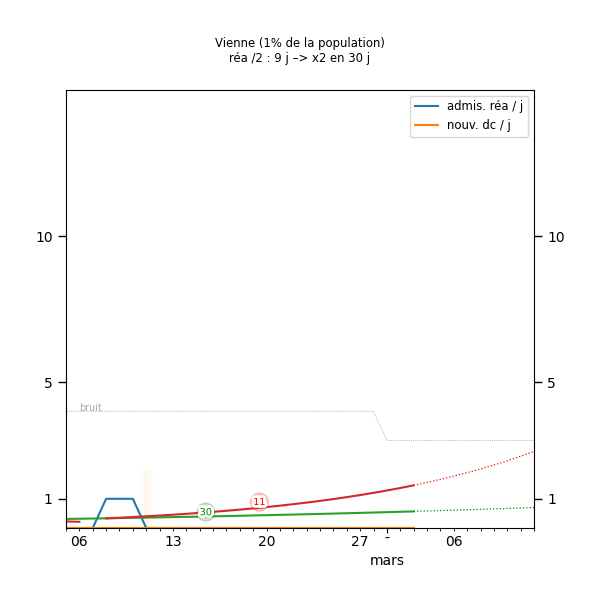 Vienne (1% de la population)
réa /2 : 9 j –> x2 en 30 j
admis. réa / j
nouv. dc / j
10
10
5
5
bruit
1
1
11
30
06
13
20
27
06
mars